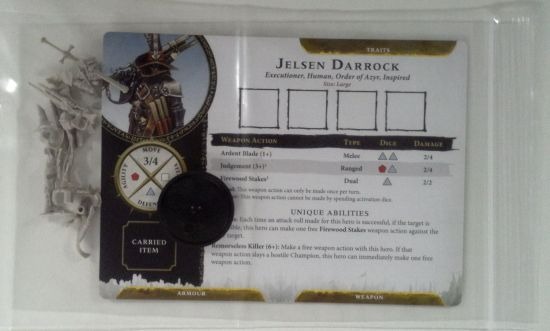 TRAITS
JELSEN DARROCK
Executioner, Human, Order of Azyr, Inspired
Size: Large
WEAPON ACTION TYPE DICE DAMAGE
Ardent Blade (1+) Melee 2/4
Judgement (3+)¹ Ranged 2/4
Firewood Stakes² Dual 2/2
This weapon action can only be made once per turn.
This weapon action cannot be made by spending activation dice.
MOVE
3/4
AGILITY
DEFEN
UNIQUE ABILITIES
Each time an attack roll made for this hero is successful, if the target is
this hero can make one free Firewood Stakes weapon action against the
target.
Remorseless Killer (6+): Make a free weapon action with this hero. If that
weapon action slays a hostile Champion, this hero can immediately make one free
weapon action.
CARRIED
ITEM
ARMOUR
WEAPON